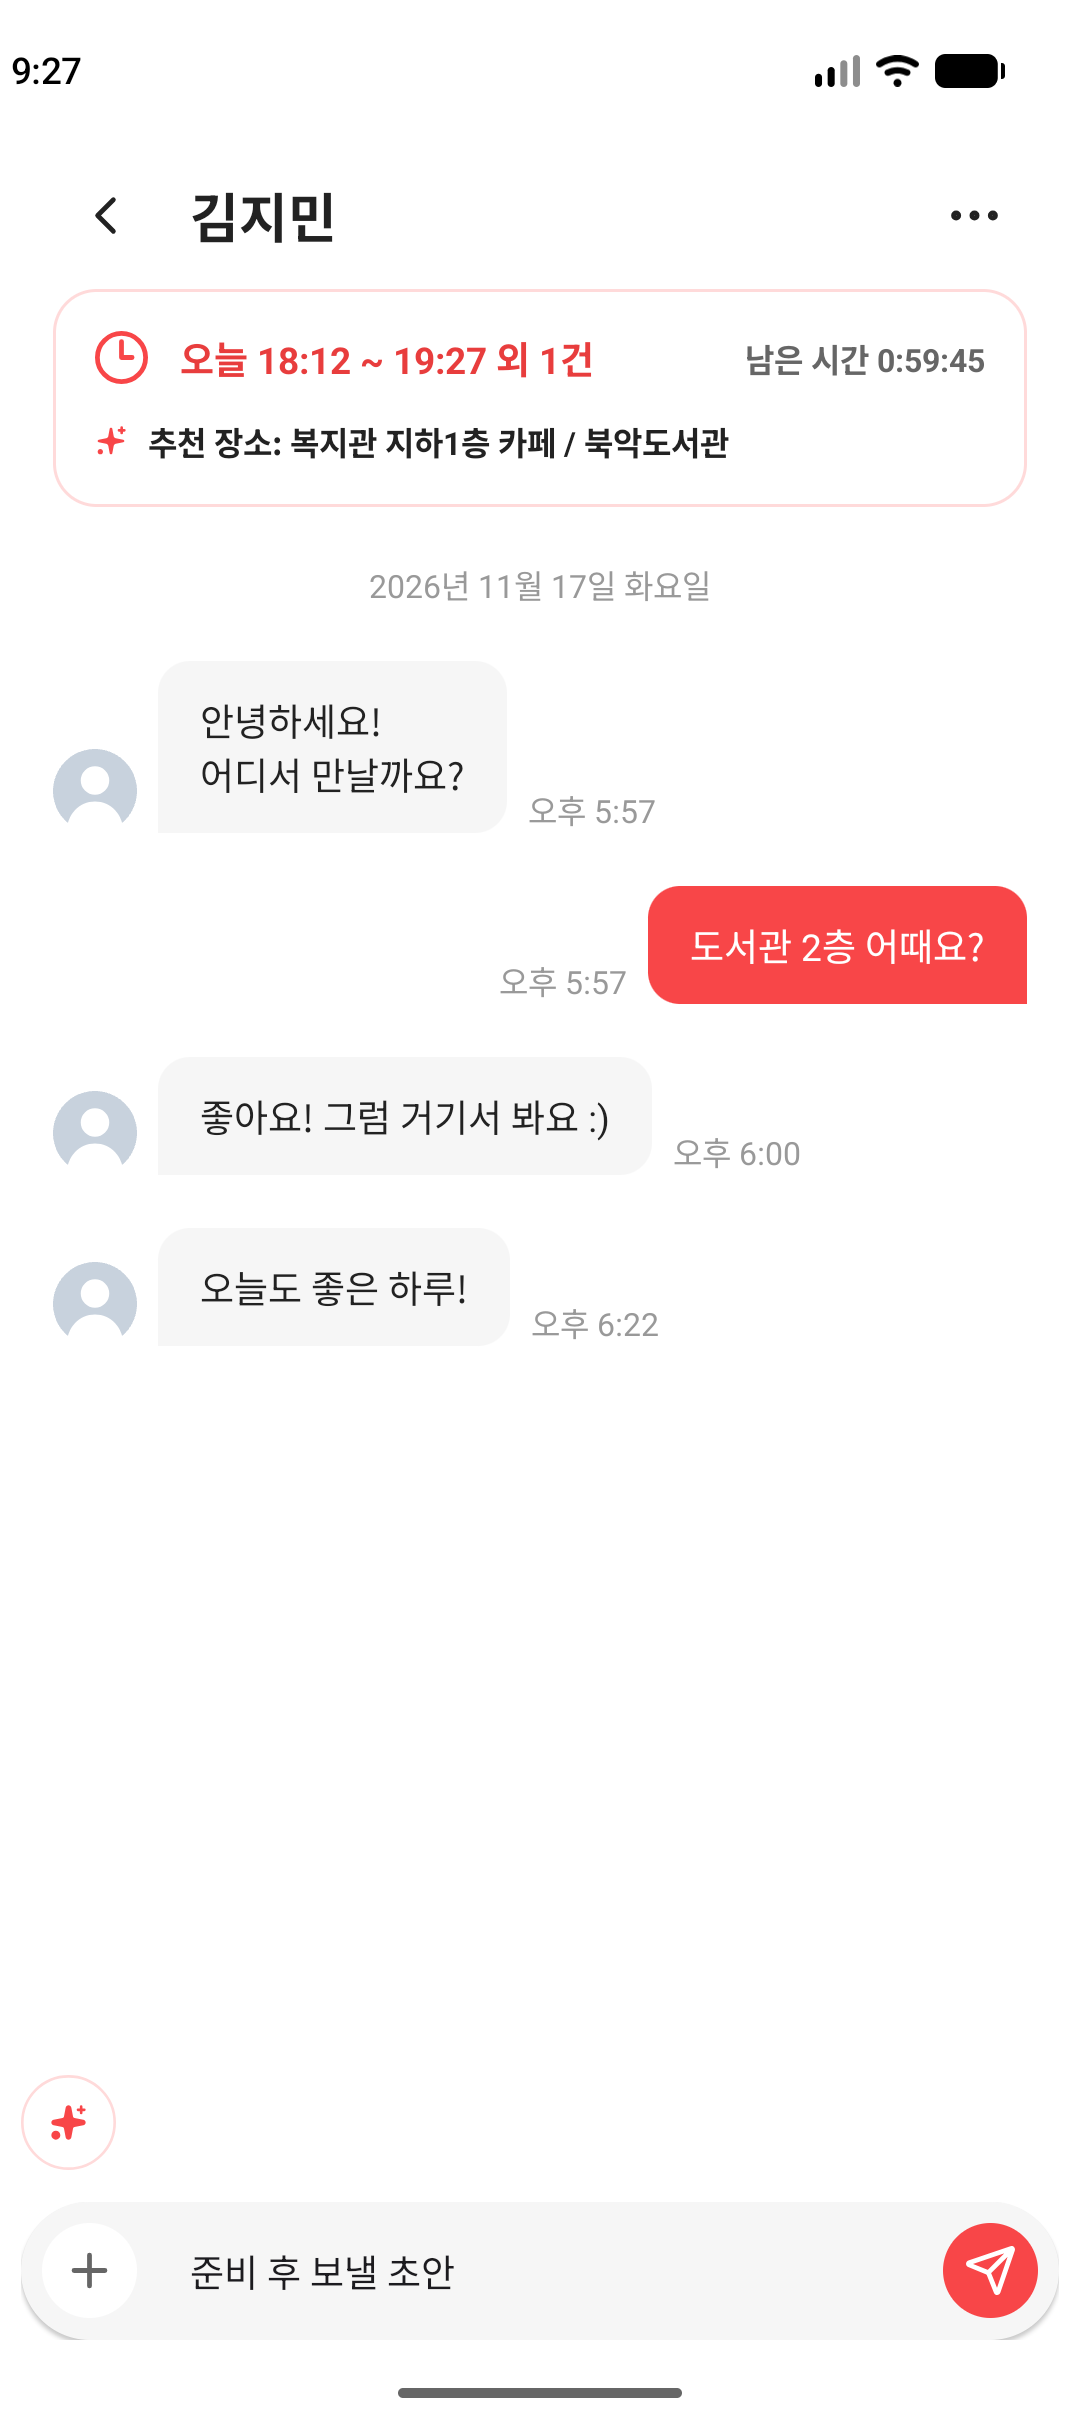 9:27
김지민
오늘 18:12 ~ 19:27 외 1건
남은 시간 0:59:45
추천 장소: 복지관 지하1층 카페 / 북악도서관
2026년 11월 17일 화요일
안녕하세요!
어디서 만날까요?
오후 5:57
도서관 2층 어때요?
오후 5:57
좋아요! 그럼 거기서 봐요 :)
오후 6:00
오늘도 좋은 하루!
오후 6:22
준비 후 보낼 초안